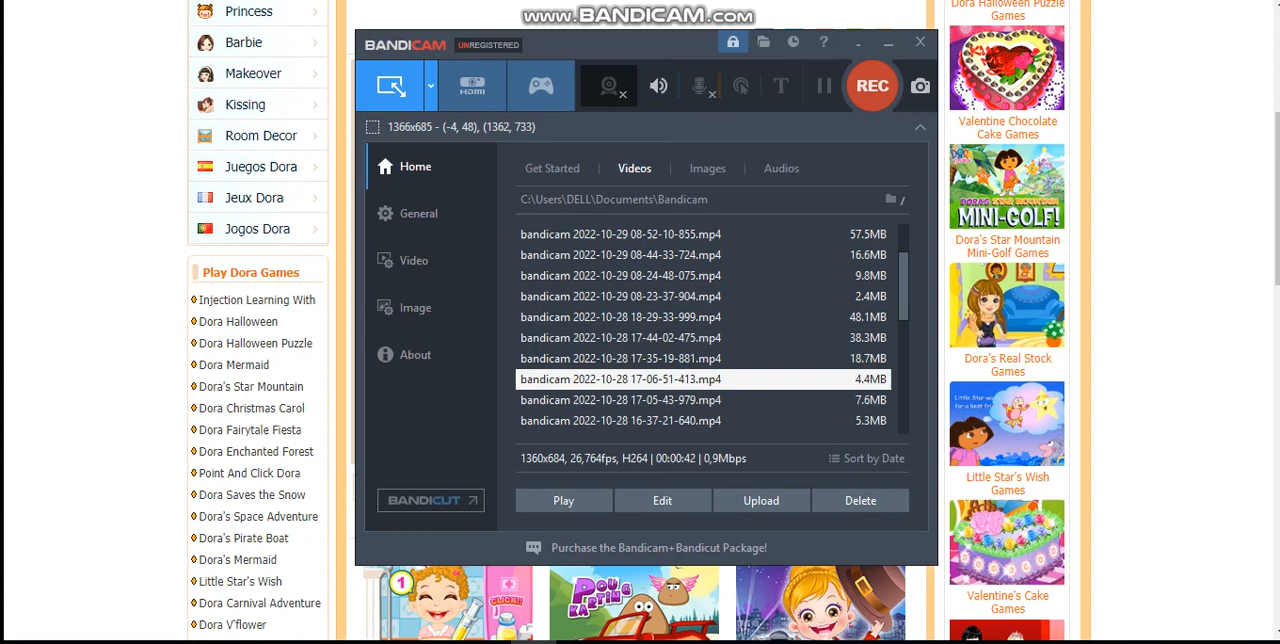 www.BANDICAM.com
Princess
Barbie
Makeover
Kissing
Room Decor
Juegos Dora
Jeux Dora
Jogos Dora
Play Dora Games
Injection Learning With
Dora Halloween
Dora Halloween Puzzle
Dora Mermaid
Dora's Star Mountain
Dora Christmas Carol
Dora Fairytale Fiesta
Dora Enchanted Forest
Point And Click Dora
Dora Saves the Snow
Dora's Space Adventure
Dora's Pirate Boat
Dora's Mermaid
Little Star's Wish
Dora Carnival Adventure
Dora V'flower
BANDICAM UNREGISTERED
?
HDMI
T
REC
1366x685 - (-4, 48), (1362, 733)
Home
General
Video
Image
About
BANDICUT
Get Started
Videos
Images
Audios
C:\Users\DELL\Documents\Bandicam
bandicam 2022-10-29 08-52-10-855.mp4 57.5MB
bandicam 2022-10-29 08-44-33-724.mp4 16.6MB
bandicam 2022-10-29 08-24-48-075.mp4 9.8MB
bandicam 2022-10-29 08-23-37-904.mp4 2.4MB
bandicam 2022-10-28 18-29-33-999.mp4 48.1MB
bandicam 2022-10-28 17-44-02-475.mp4 38.3MB
bandicam 2022-10-28 17-35-19-881.mp4 18.7MB
bandicam 2022-10-28 17-06-51-413.mp4 4.4MB
bandicam 2022-10-28 17-05-43-979.mp4 7.6MB
bandicam 2022-10-28 16-37-21-640.mp4 5.3MB
1360x684, 26,764fps, H264 | 00:00:42 | 0,9Mbps
Sort by Date
Play
Edit
Upload
Delete
Purchase the Bandicam+Bandicut Package!
1
CLICK!!
POU
KARTING
Dora Halloween Puzzle
Games
Valentine Chocolate
Cake Games
DORA'S STAR MOUNTAIN
MINI-GOLF!
Dora's Star Mountain
Mini-Golf Games
Dora's Real Stock
Games
Little Star's Wish
Games
Valentine's Cake
Games